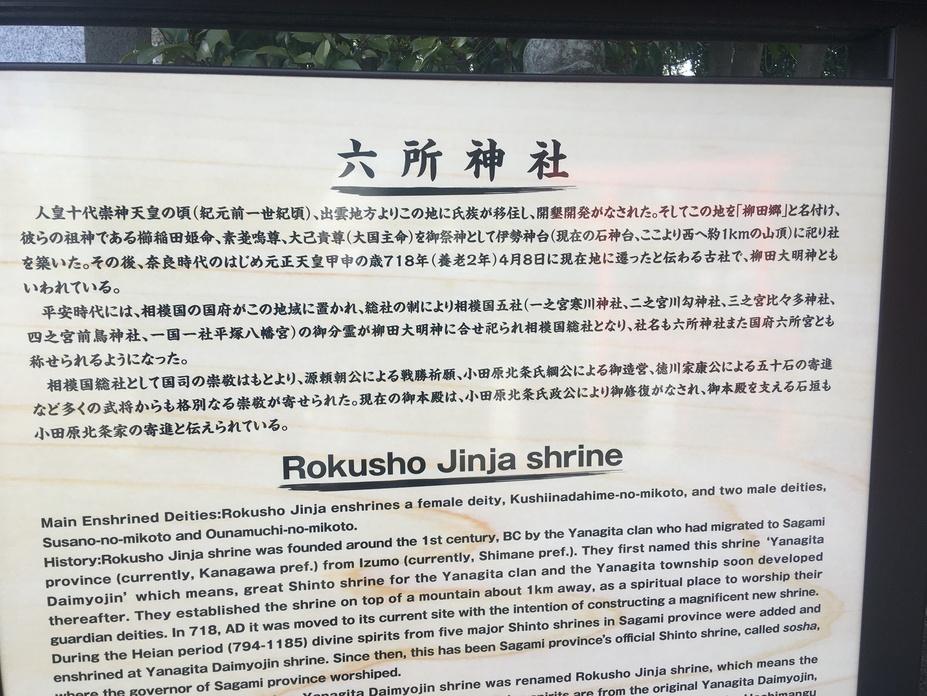 六所神社
人皇十代崇神天皇の頃(紀元前一世紀頃)、出雲地方よりこの地に氏族が移住し、開墾開発がなされた。そしてこの地を「柳田郷」と名付け、
彼らの祖神である櫛稲田姫命、素戔嗚尊、大己貴尊(大国主命)を御祭神として伊勢神台(現在の石神台、ここより西へ約1kmの山頂)に祀り社
を築いた。その後、奈良時代のはじめ元正天皇甲申の歳718年(養老2年)4月8日に現在地に遷ったと伝わる古社で、柳田大明神とも
いわれている。
平安時代には、相模国の国府がこの地域に置かれ、総社の制により相模国五社(一之宮寒川神社、二之宮川勾神社、三之宮比々多神社、
四之宮前鳥神社、一国一社平塚八幡宮)の御分霊が柳田大明神に合せ祀られ相模国総社となり、社名も六所神社また国府六所宮とも
称せられるようになった。
相模国総社として国司の崇敬はもとより、源頼朝公による戦勝祈願、小田原北条氏綱公による御造営、徳川家康公による五十石の寄進
など多くの武将からも格別なる崇敬が寄せられた。現在の御本殿は、小田原北条氏政公により御修復がなされ、御本殿を支える石垣も
小田原北条家の寄進と伝えられている。
Rokusho Jinja shrine
Main Enshrined Deities:Rokusho Jinja enshrines a female deity, Kushiinadahime-no-mikoto, and two male deities,
Susano-no-mikoto and Ounamuchi-no-mikoto.
History:Rokusho Jinja shrine was founded around the 1st century, BC by the Yanagita clan who had migrated to Sagami
province (currently, Kanagawa pref.) from Izumo (currently, Shimane pref.). They first named this shrine ‘Yanagita
Daimyojin’ which means, great Shinto shrine for the Yanagita clan and the Yanagita township soon developed
thereafter. They established the shrine on top of a mountain about 1km away, as a spiritual place to worship their
guardian deities. In 718, AD it was moved to its current site with the intention of constructing a magnificent new shrine.
During the Heian period (794-1185) divine spirits from five major Shinto shrines in Sagami province were added and
enshrined at Yanagita Daimyojin shrine. Since then, this has been Sagami province’s official Shinto shrine, called sosha,
where the governor of Sagami province worshiped.
Yanagita Daimyojin shrine was renamed Rokusho Jinja shrine, which means the
spirits are from the original Yanagita Daimyojin,